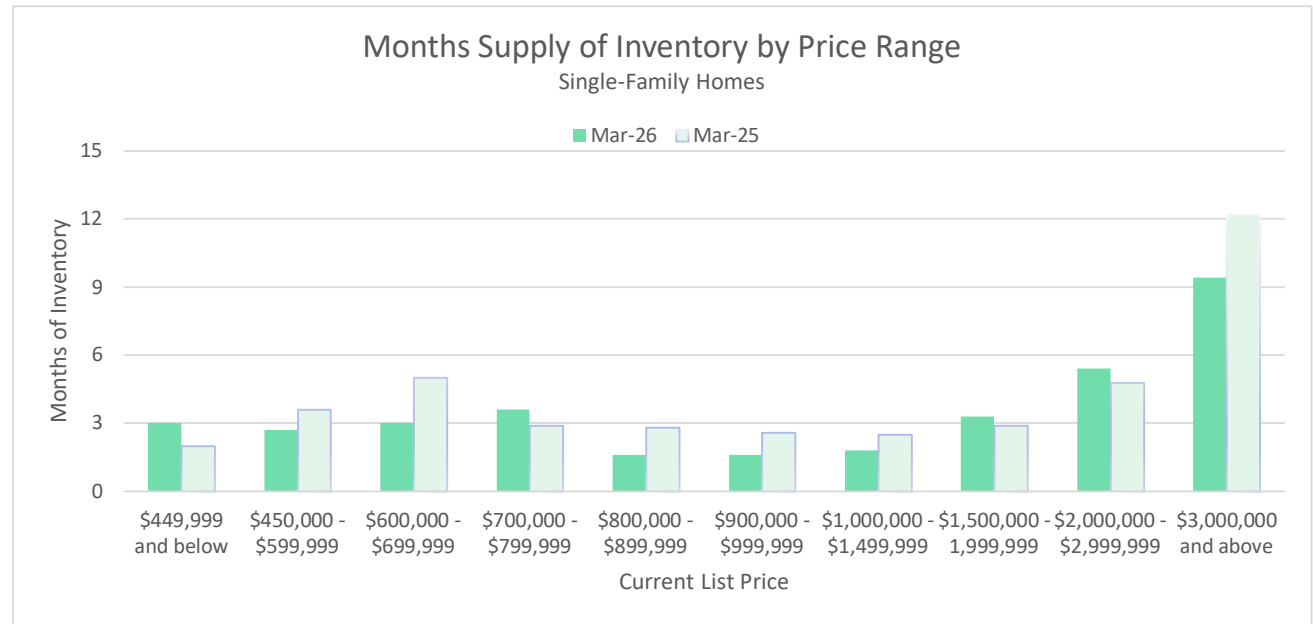 Months Supply of Inventory by Price Range
Single-Family Homes
Mar-26 Mar-25
15
12
9
6
3
0
Months of Inventory
$449,999 and below
$450,000 - $599,999
$600,000 - $699,999
$700,000 - $799,999
$800,000 - $899,999
$900,000 - $999,999
$1,000,000 - $1,499,999
$1,500,000 - 1,999,999
$2,000,000 - $2,999,999
$3,000,000 and above
Current List Price